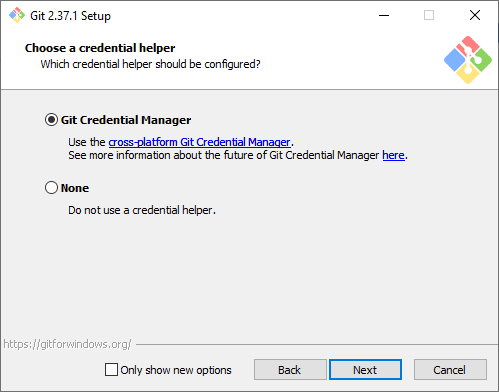 Git 2.37.1 Setup
Choose a credential helper
Which credential helper should be configured?
Git Credential Manager
Use the cross-platform Git Credential Manager.
See more information about the future of Git Credential Manager here.
None
Do not use a credential helper.
https://gitforwindows.org/
Only show new options
Back
Next
Cancel